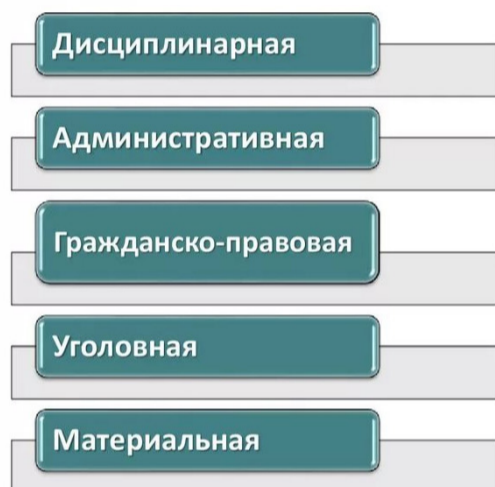 Дисциплинарная
Административная
Гражданско-правовая
Уголовная
Материальная